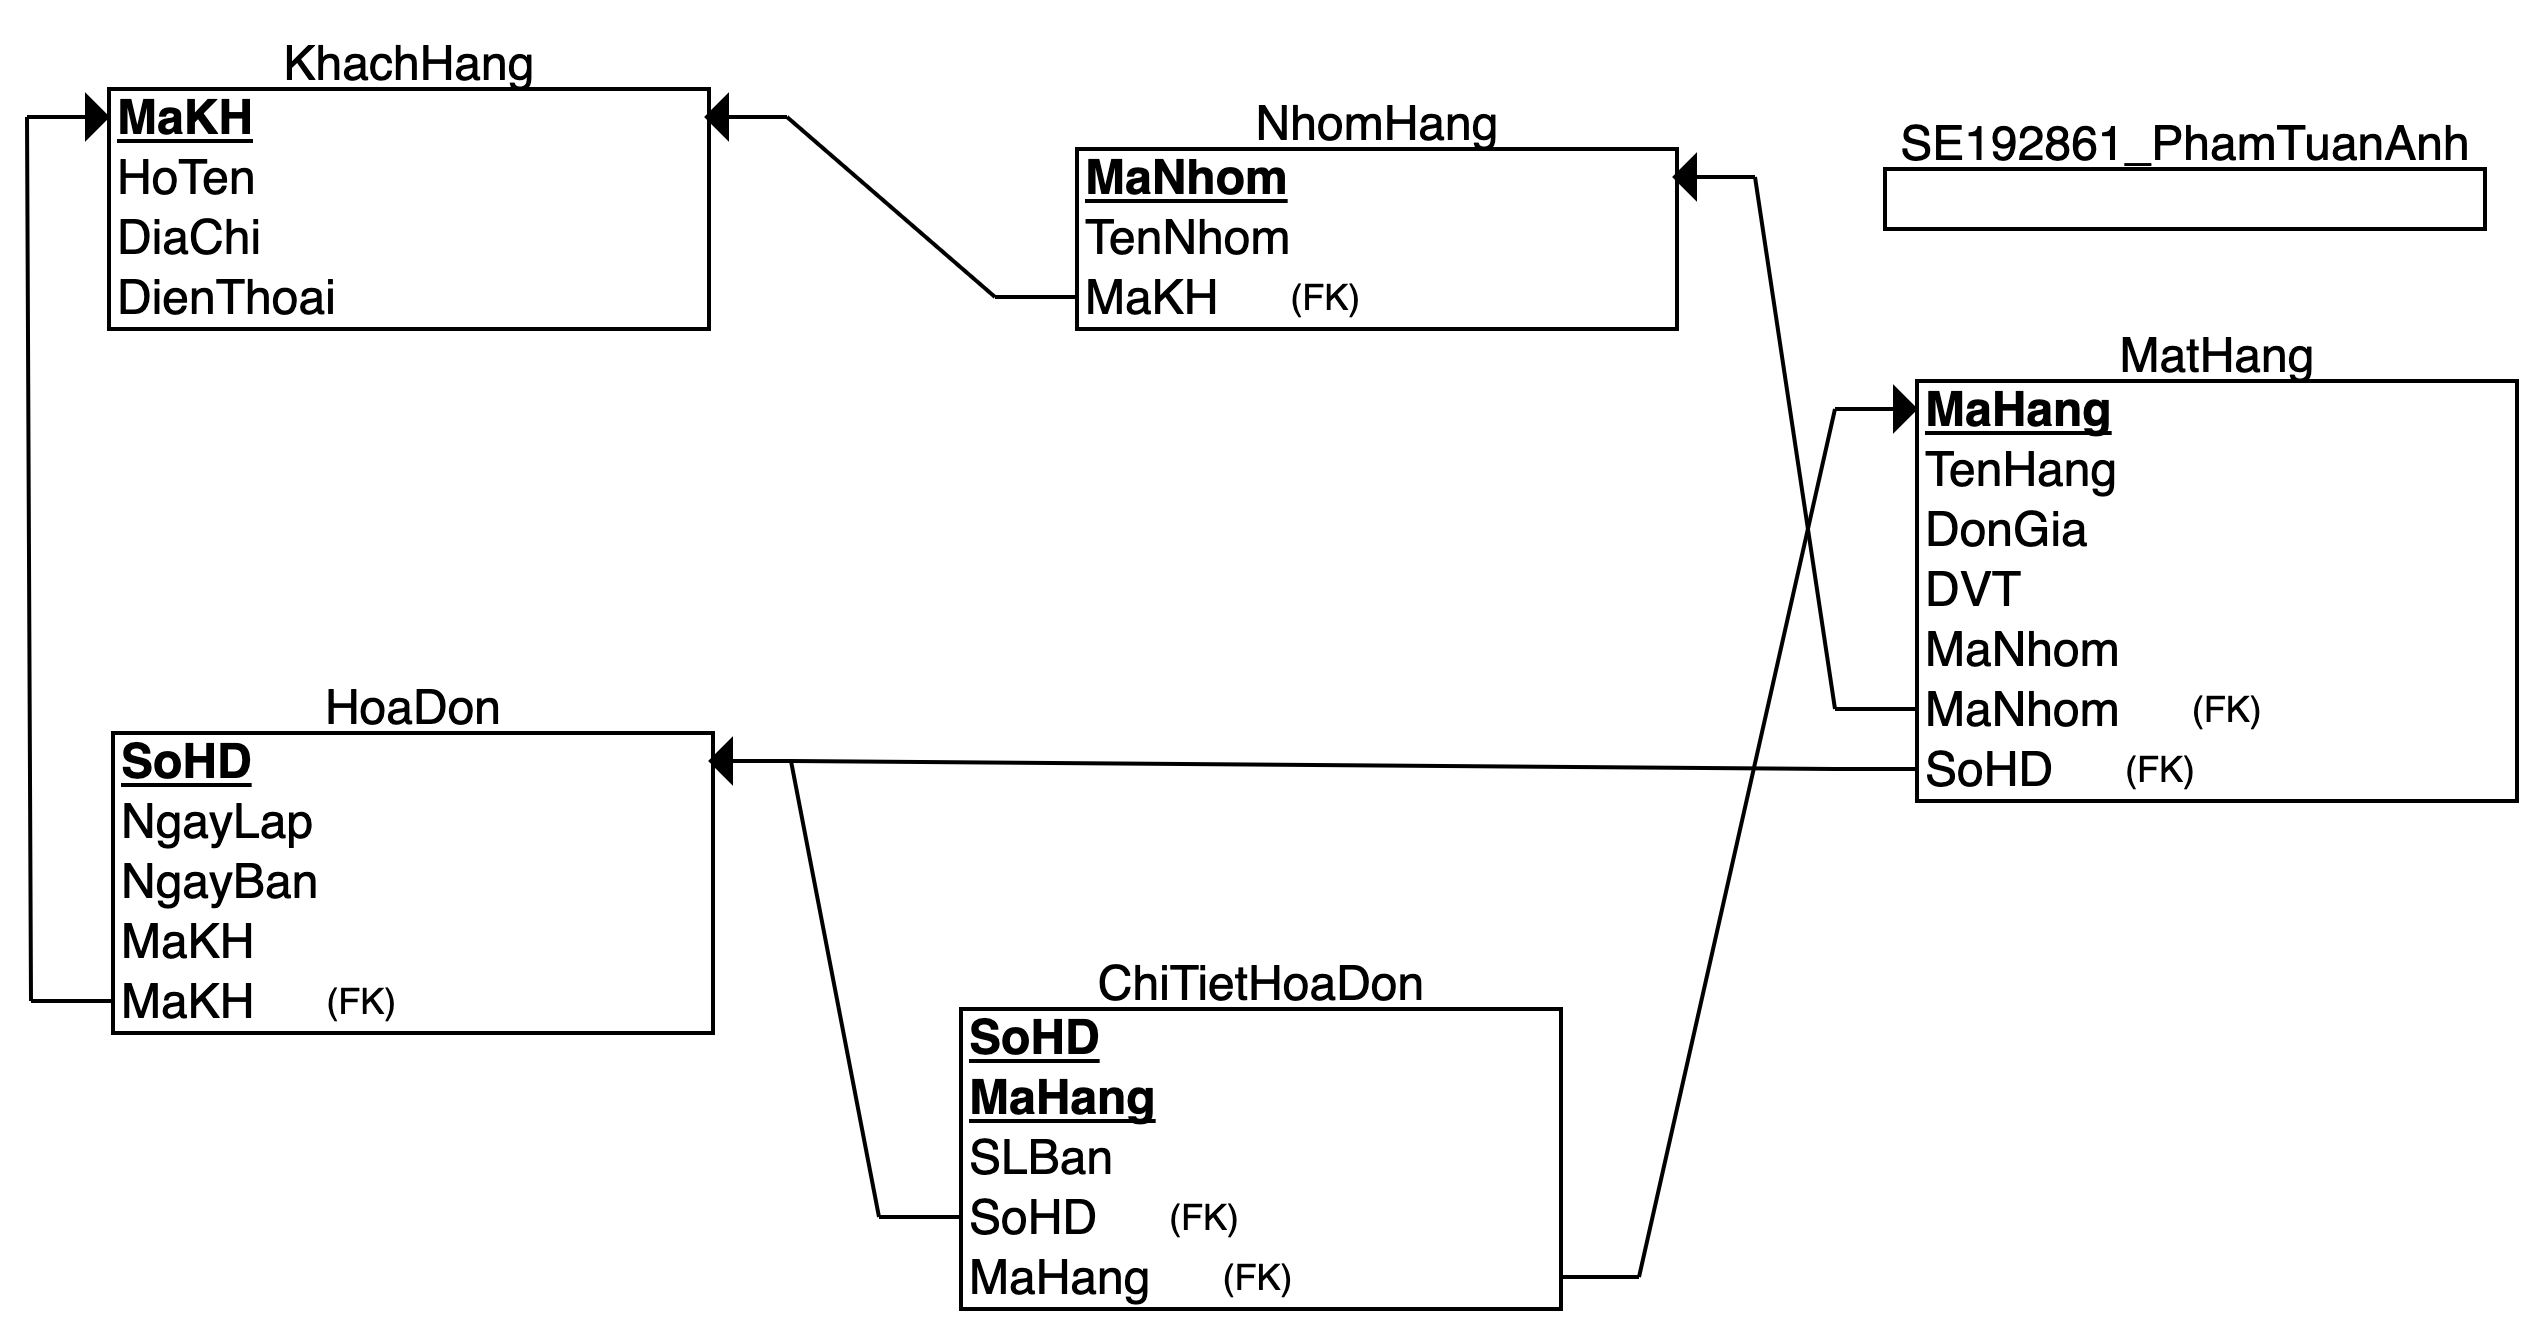 KhachHang
MaKH
HoTen
DiaChi
DienThoai
NhomHang
MaNhom
TenNhom
MaKH (FK)
SE192861_PhamTuanAnh
MatHang
MaHang
TenHang
DonGia
DVT
MaNhom
MaNhom (FK)
SoHD (FK)
HoaDon
SoHD
NgayLap
NgayBan
MaKH
MaKH (FK)
ChiTietHoaDon
SoHD
MaHang
SLBan
SoHD (FK)
MaHang (FK)